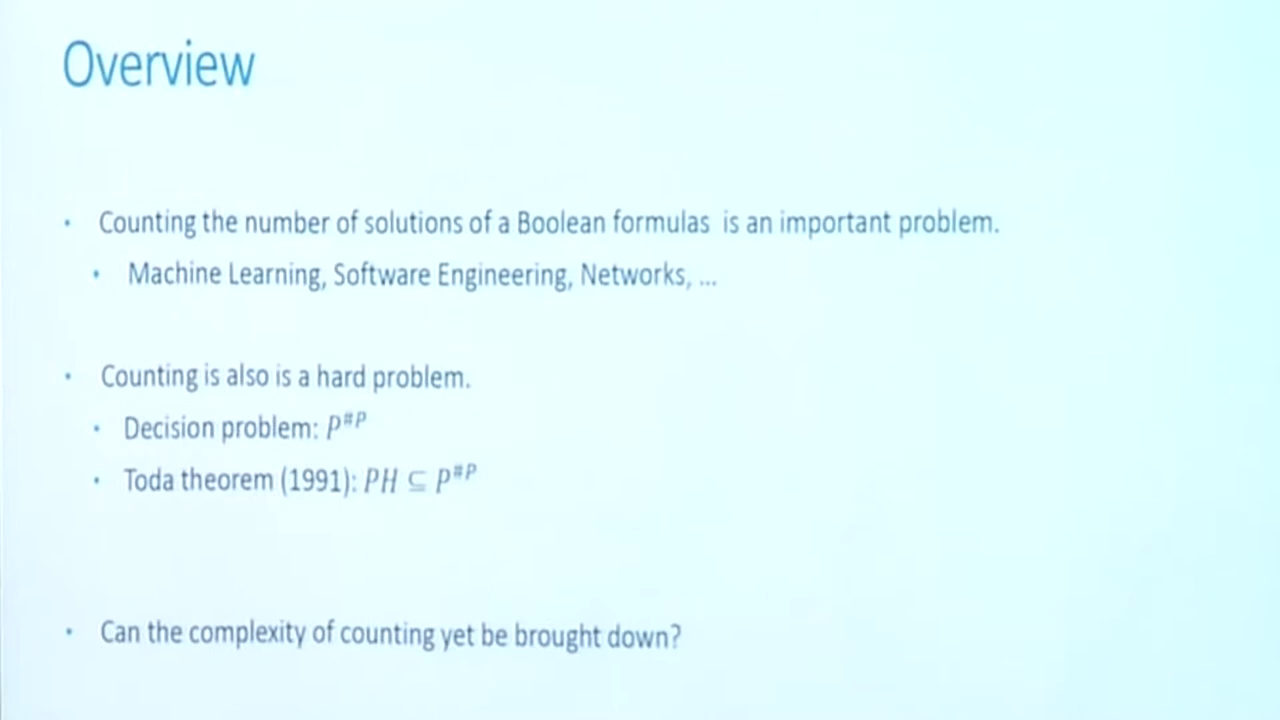 Overview
• Counting the number of solutions of a Boolean formulas is an important problem.
• Machine Learning, Software Engineering, Networks, ...
• Counting is also is a hard problem.
• Decision problem: P^#P
• Toda theorem (1991): PH ⊆ P^#P
• Can the complexity of counting yet be brought down?